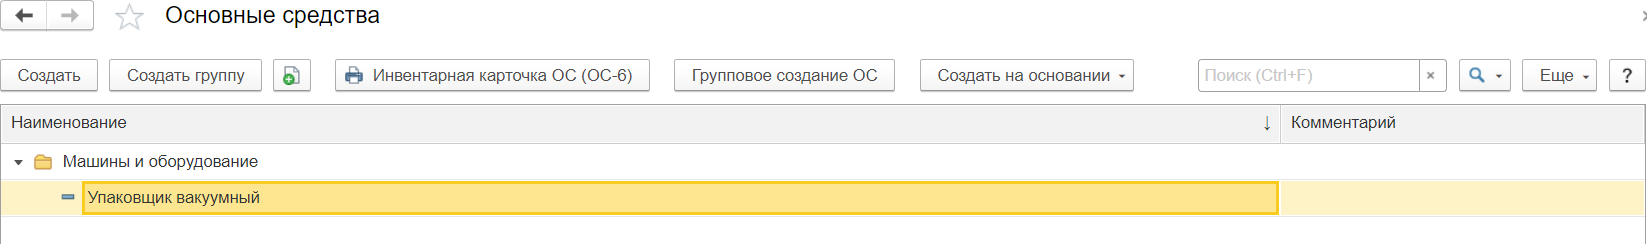 Основные средства
Создать Создать группу Инвентарная карточка ОС (ОС-6) Групповое создание ОС Создать на основании Поиск (Ctrl+F) × Еще ?
Наименование ↓ Комментарий
Машины и оборудование
Упаковщик вакуумный